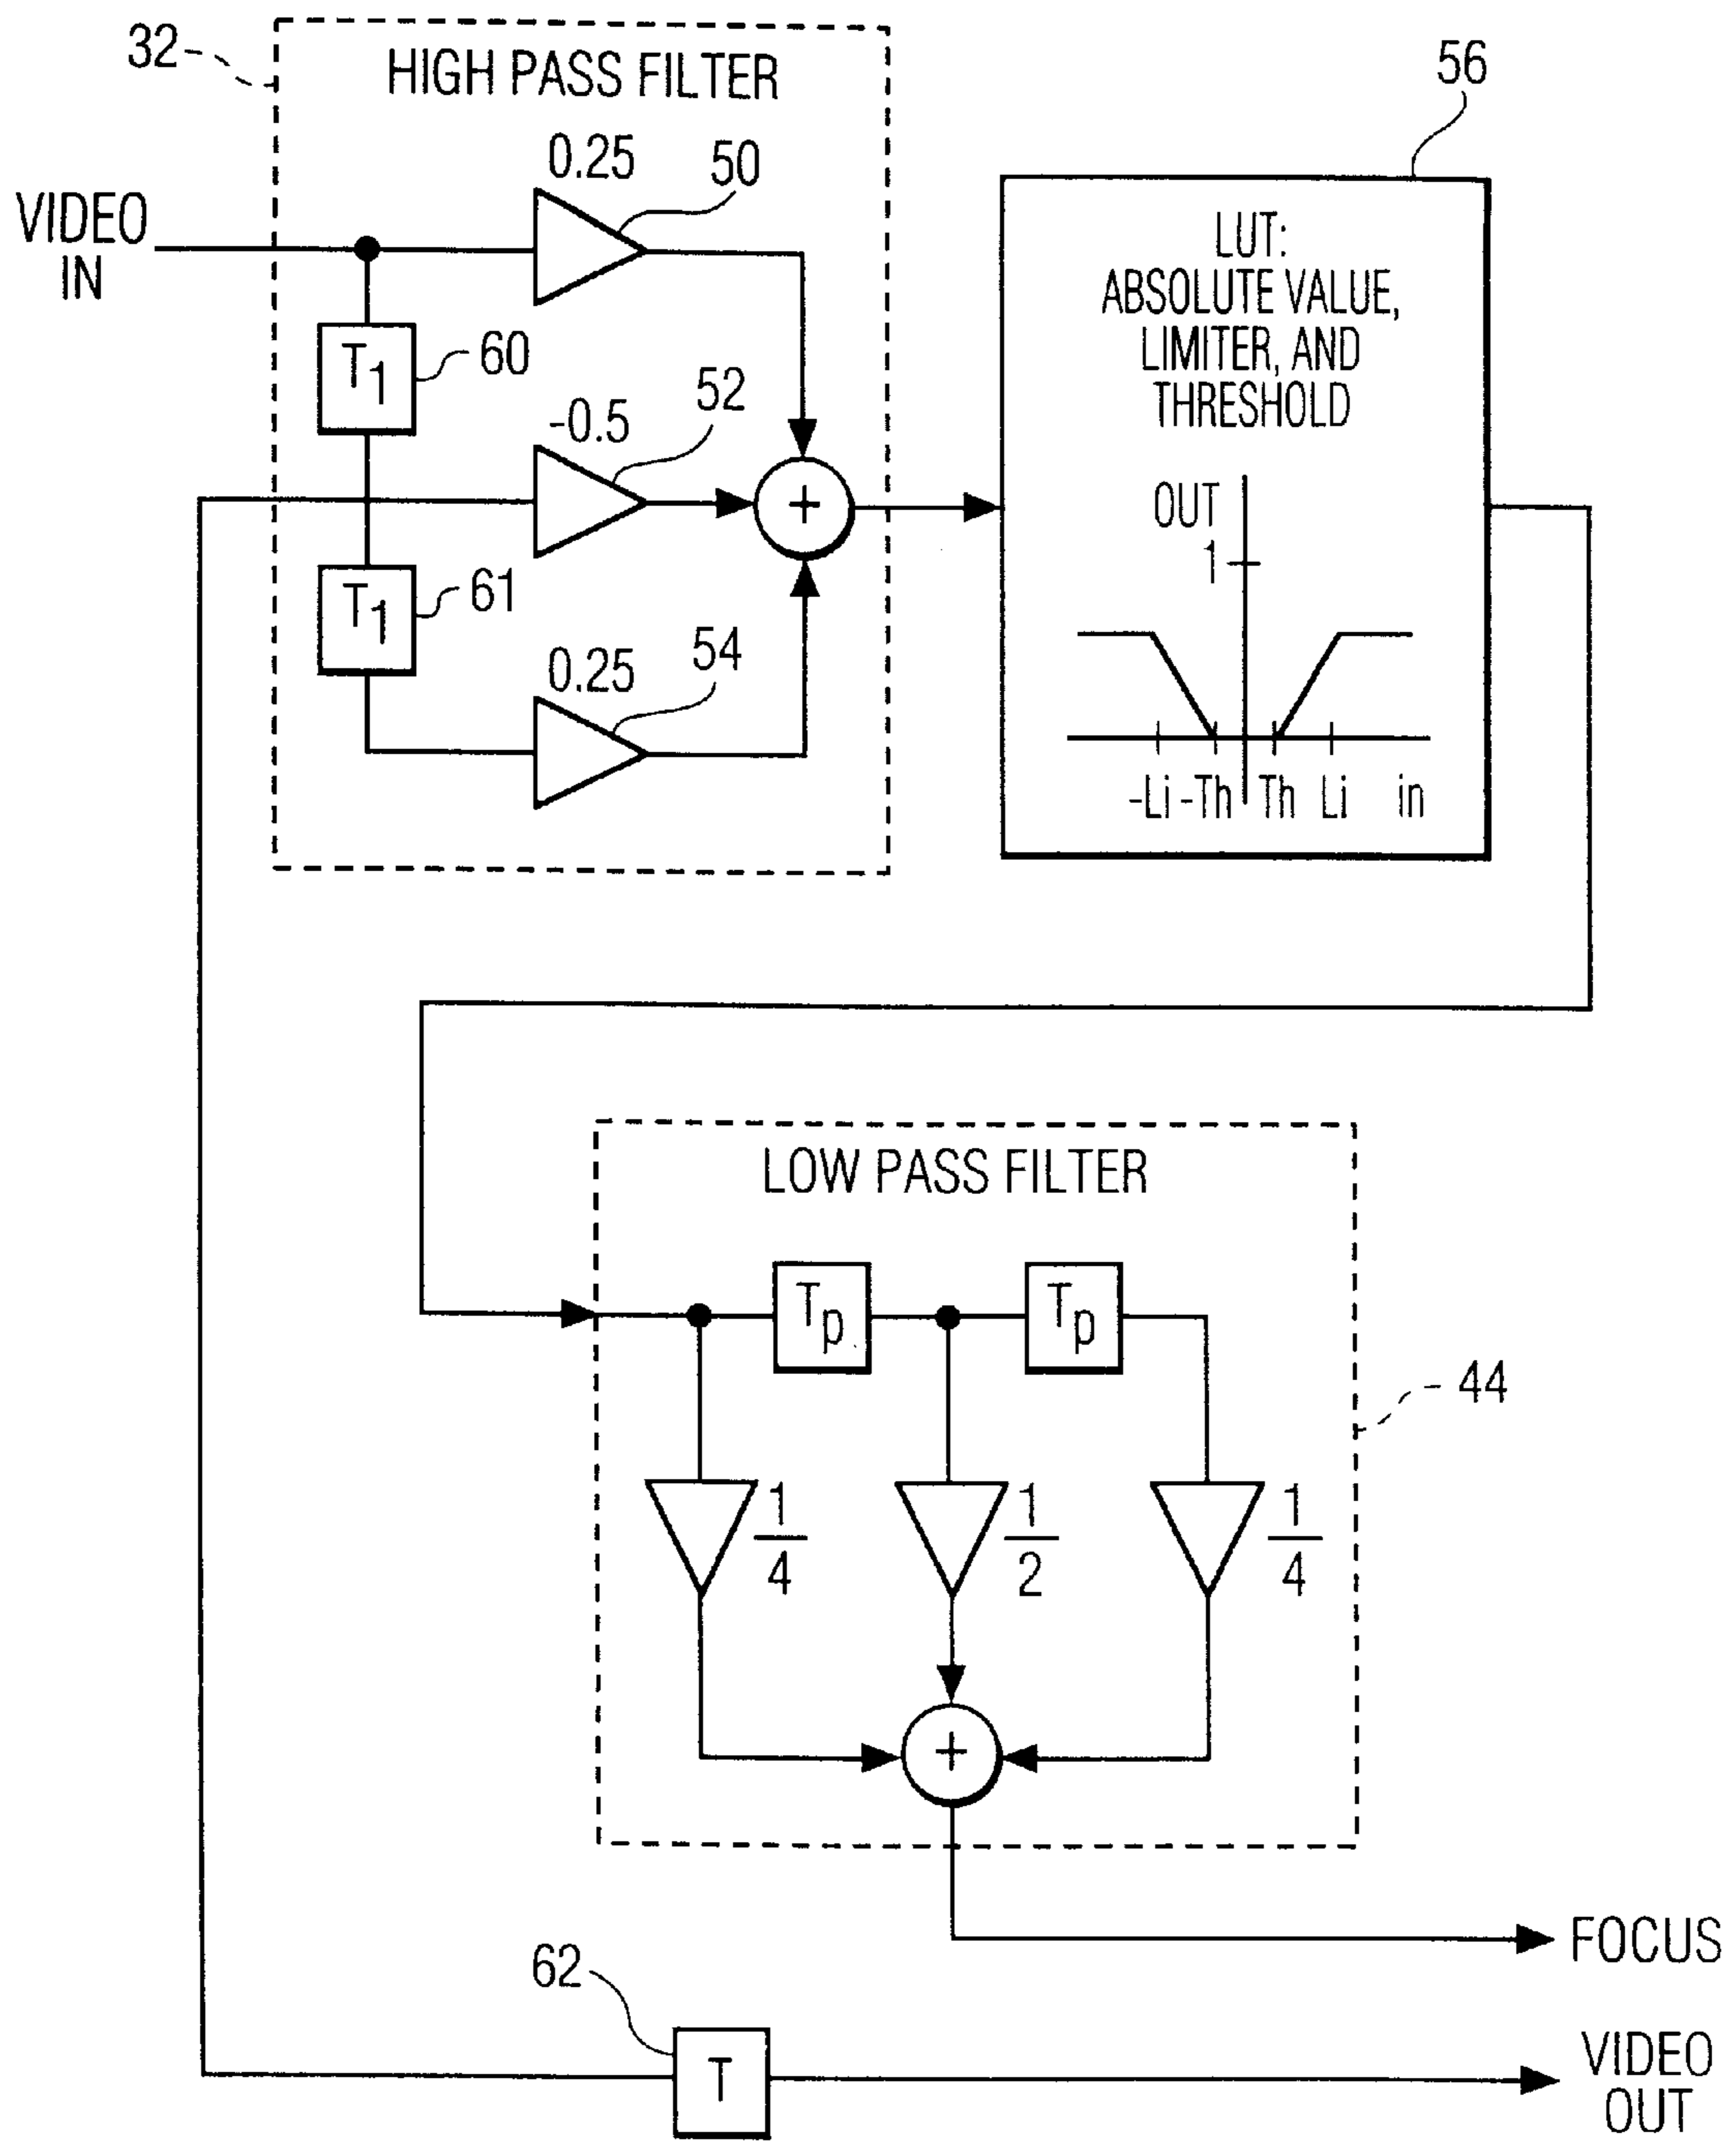 32
HIGH PASS FILTER
56
0.25
50
VIDEO
IN
LUT:
ABSOLUTE VALUE,
LIMITER, AND
THRESHOLD
T1
60
-0.5
52
+
OUT
1
T1
61
0.25
54
-Li -Th Th Li in
LOW PASS FILTER
Tp
Tp
44
1/4
1/2
1/4
+
FOCUS
62
T
VIDEO
OUT